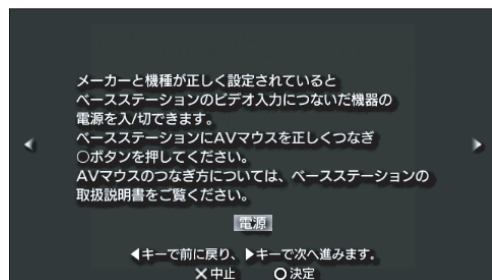 メーカーと機種が正しく設定されていると
ベースステーションのビデオ入力につないだ機器の
電源を入/切できます。
ベースステーションにAVマウスを正しくつなぎ
○ボタンを押してください。
AVマウスのつなぎ方については、ベースステーションの
取扱説明書をご覧ください。
電源
◀キーで前に戻り、▶キーで次へ進みます。
✕中止 ○決定